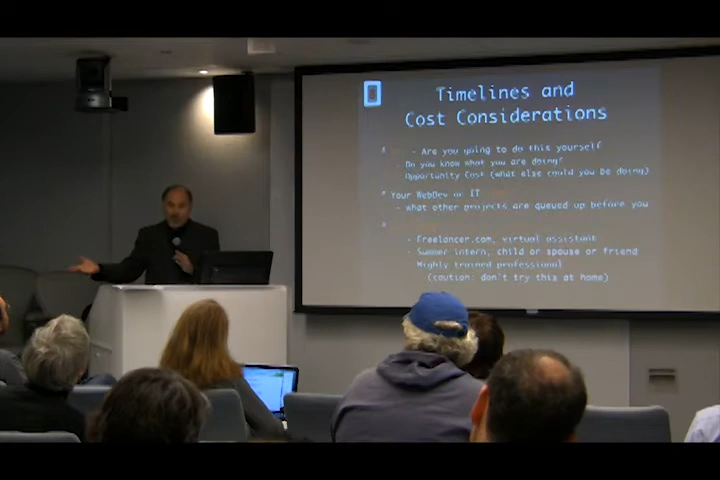 Timelines and
Cost Considerations
- Are you going to do this yourself
- Do you know what you are doing?
Opportunity Cost (what else could you be doing)
* Your WebDev or IT
- what other projects are queued up before you
- Freelancer.com, virtual assistant
- Summer intern, child or spouse or friend
Highly trained professional
(caution: don't try this at home)